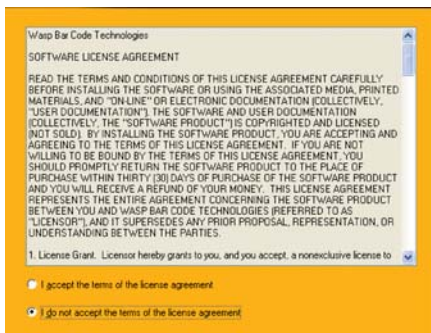 Wasp Bar Code Technologies
SOFTWARE LICENSE AGREEMENT
READ THE TERMS AND CONDITIONS OF THIS LICENSE AGREEMENT CAREFULLY
BEFORE INSTALLING THE SOFTWARE OR USING THE ASSOCIATED MEDIA, PRINTED
MATERIALS, AND "ON-LINE" OR ELECTRONIC DOCUMENTATION (COLLECTIVELY,
"USER DOCUMENTATION"). THE SOFTWARE AND USER DOCUMENTATION
(COLLECTIVELY, THE "SOFTWARE PRODUCT") IS COPYRIGHTED AND LICENSED
(NOT SOLD). BY INSTALLING THE SOFTWARE PRODUCT, YOU ARE ACCEPTING AND
AGREEING TO THE TERMS OF THIS LICENSE AGREEMENT. IF YOU ARE NOT
WILLING TO BE BOUND BY THE TERMS OF THIS LICENSE AGREEMENT, YOU
SHOULD PROMPTLY RETURN THE SOFTWARE PRODUCT TO THE PLACE OF
PURCHASE WITHIN THIRTY (30) DAYS OF PURCHASE OF THE SOFTWARE PRODUCT
AND YOU WILL RECEIVE A REFUND OF YOUR MONEY. THIS LICENSE AGREEMENT
REPRESENTS THE ENTIRE AGREEMENT CONCERNING THE SOFTWARE PRODUCT
BETWEEN YOU AND WASP BAR CODE TECHNOLOGIES (REFERRED TO AS
"LICENSOR"), AND IT SUPERSEDES ANY PRIOR PROPOSAL, REPRESENTATION, OR
UNDERSTANDING BETWEEN THE PARTIES.
1. License Grant. Licensor hereby grants to you, and you accept, a nonexclusive license to
I accept the terms of the license agreement
I do not accept the terms of the license agreement